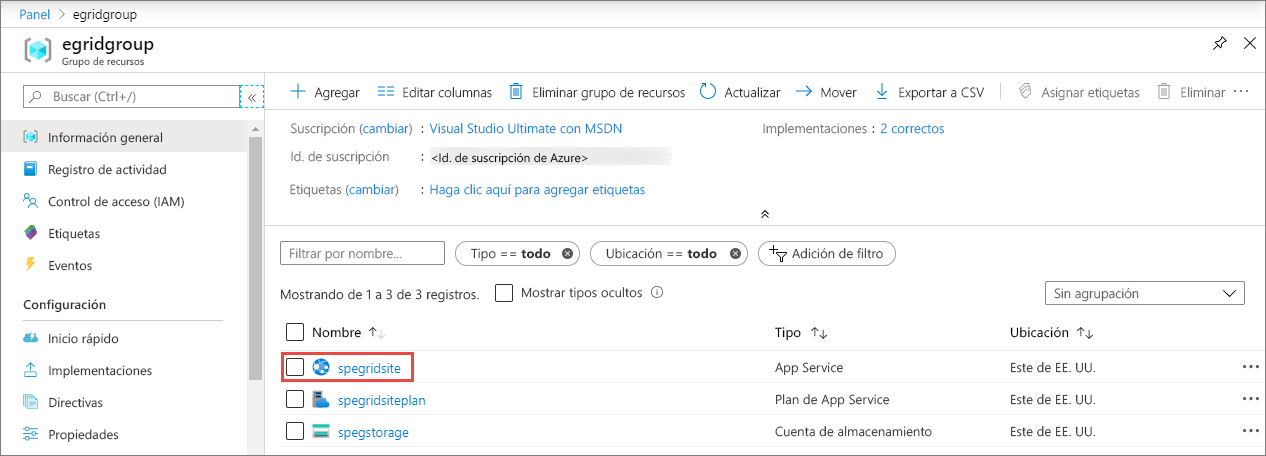 Panel > egridgroup
egridgroup
Grupo de recursos
Buscar (Ctrl+/)
«
Información general
Registro de actividad
Control de acceso (IAM)
Etiquetas
Eventos
Configuración
Inicio rápido
Implementaciones
Directivas
Propiedades
Agregar Editar columnas Eliminar grupo de recursos Actualizar Mover Exportar a CSV Asignar etiquetas Eliminar ···
Suscripción (cambiar) : Visual Studio Ultimate con MSDN Implementaciones : 2 correctos
Id. de suscripción : <Id. de suscripción de Azure>
Etiquetas (cambiar) : Haga clic aquí para agregar etiquetas
Filtrar por nombre... Tipo == todo Ubicación == todo Adición de filtro
Mostrando de 1 a 3 de 3 registros. Mostrar tipos ocultos Sin agrupación
Nombre ↑↓ Tipo ↑↓ Ubicación ↑↓
spegridsite App Service Este de EE. UU. ···
spegridsiteplan Plan de App Service Este de EE. UU. ···
spegstorage Cuenta de almacenamiento Este de EE. UU. ···